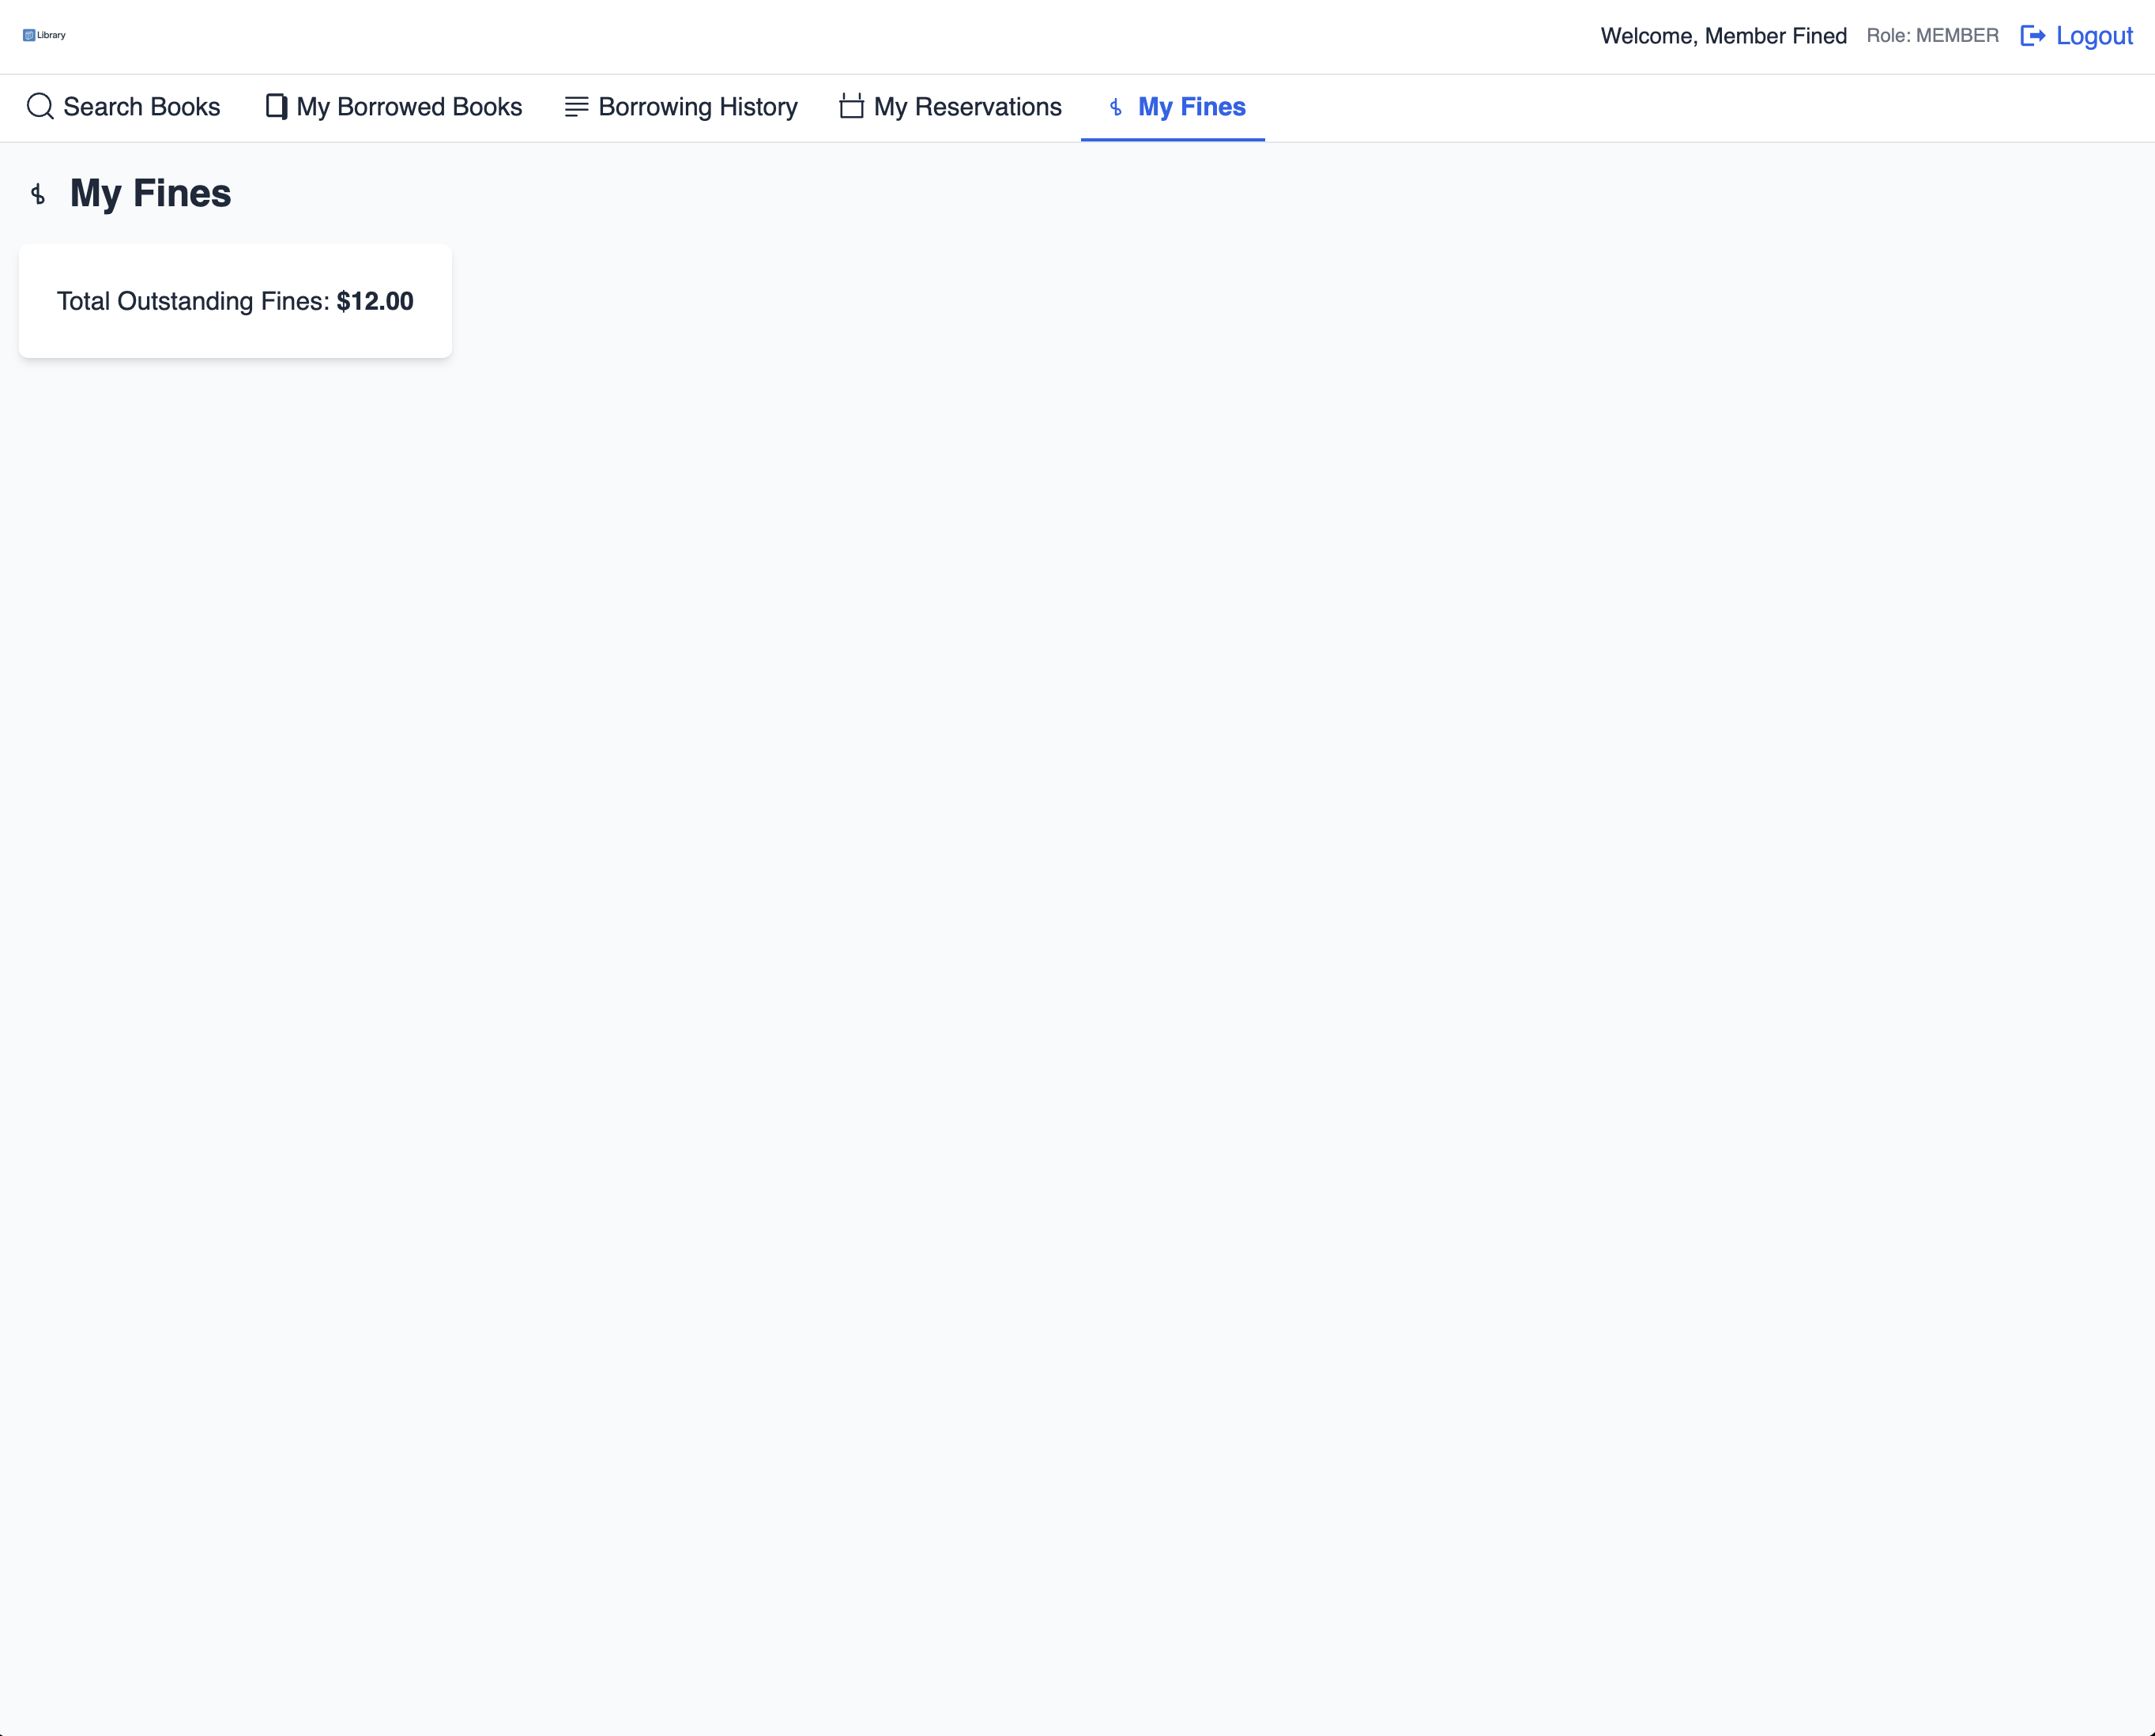 Library
Welcome, Member Fined Role: MEMBER Logout
Search Books My Borrowed Books Borrowing History My Reservations $ My Fines
$ My Fines
Total Outstanding Fines: $12.00